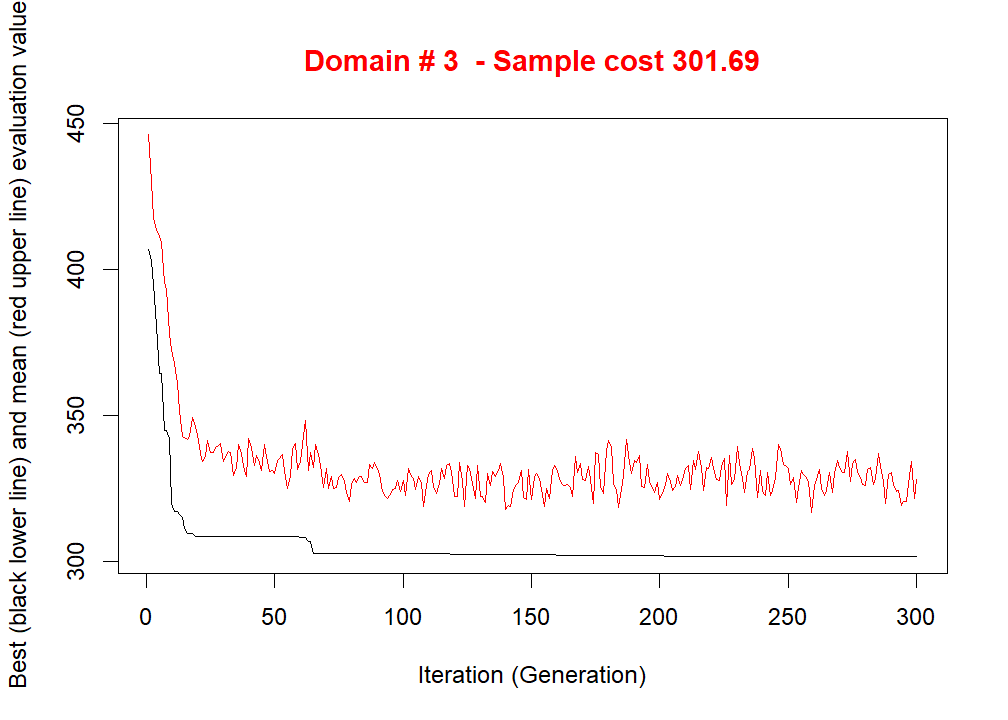 Domain # 3  - Sample cost 301.69
Best (black lower line) and mean (red upper line) evaluation value
450
400
350
300
0 50 100 150 200 250 300
Iteration (Generation)